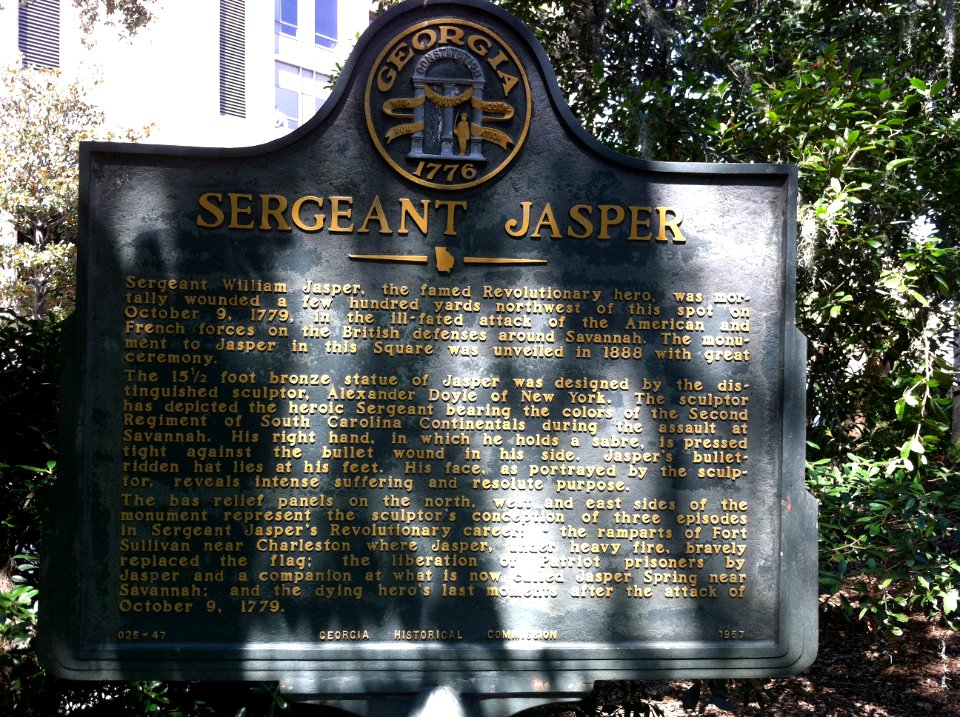 GEORGIA
CONSTITUTION
1776
SERGEANT JASPER
Sergeant William Jasper, the famed Revolutionary hero, was mor-
tally wounded a few hundred yards northwest of this spot on
October 9, 1779, in the ill-fated attack of the American and
French forces on the British defenses around Savannah. The monu-
ment to Jasper in this Square was unveiled in 1888 with great
ceremony.
The 15½ foot bronze statue of Jasper was designed by the dis-
tinguished sculptor, Alexander Doyle of New York. The sculptor
has depicted the heroic Sergeant bearing the colors of the Second
Regiment of South Carolina Continentals during the assault at
Savannah. His right hand, in which he holds a sabre, is pressed
tight against the bullet wound in his side. Jasper's bullet-
ridden hat lies at his feet. His face, as portrayed by the sculp-
tor, reveals intense suffering and resolute purpose.
The bas relief panels on the north, west and east sides of the
monument represent the sculptor's conception of three episodes
in Sergeant Jasper's Revolutionary career: the ramparts of Fort
Sullivan near Charleston where Jasper, under heavy fire, bravely
replaced the flag; the liberation of Patriot prisoners by
Jasper and a companion at what is now called Jasper Spring near
Savannah; and the dying hero's last moments after the attack of
October 9, 1779.
025-47 GEORGIA HISTORICAL COMMISSION 1957